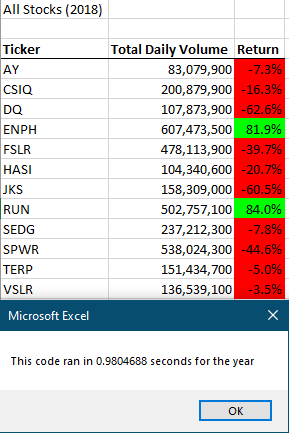 All Stocks (2018)
Ticker Total Daily Volume Return
AY 83,079,900 -7.3%
CSIQ 200,879,900 -16.3%
DQ 107,873,900 -62.6%
ENPH 607,473,500 81.9%
FSLR 478,113,900 -39.7%
HASI 104,340,600 -20.7%
JKS 158,309,000 -60.5%
RUN 502,757,100 84.0%
SEDG 237,212,300 -7.8%
SPWR 538,024,300 -44.6%
TERP 151,434,700 -5.0%
VSLR 136,539,100 -3.5%
Microsoft Excel
This code ran in 0.9804688 seconds for the year
OK